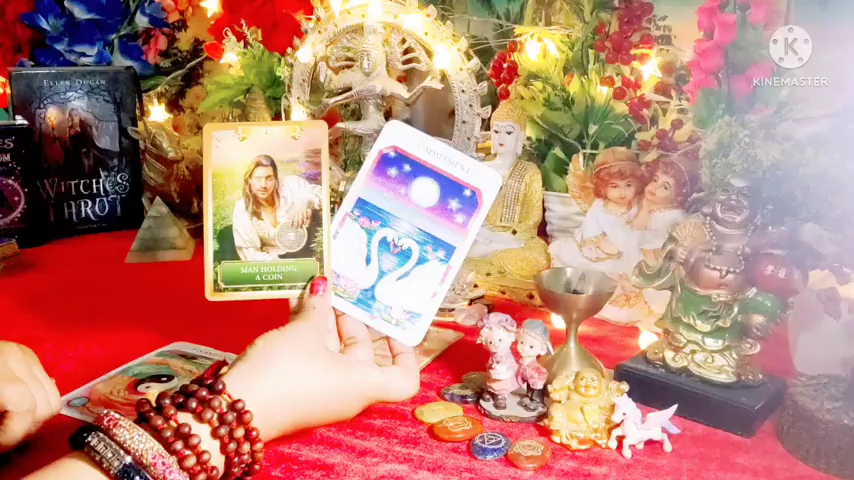 KINEMASTER
ELLEN DUGAN
WITCHES
TAROT
COMMITMENT
MAN HOLDING
A COIN